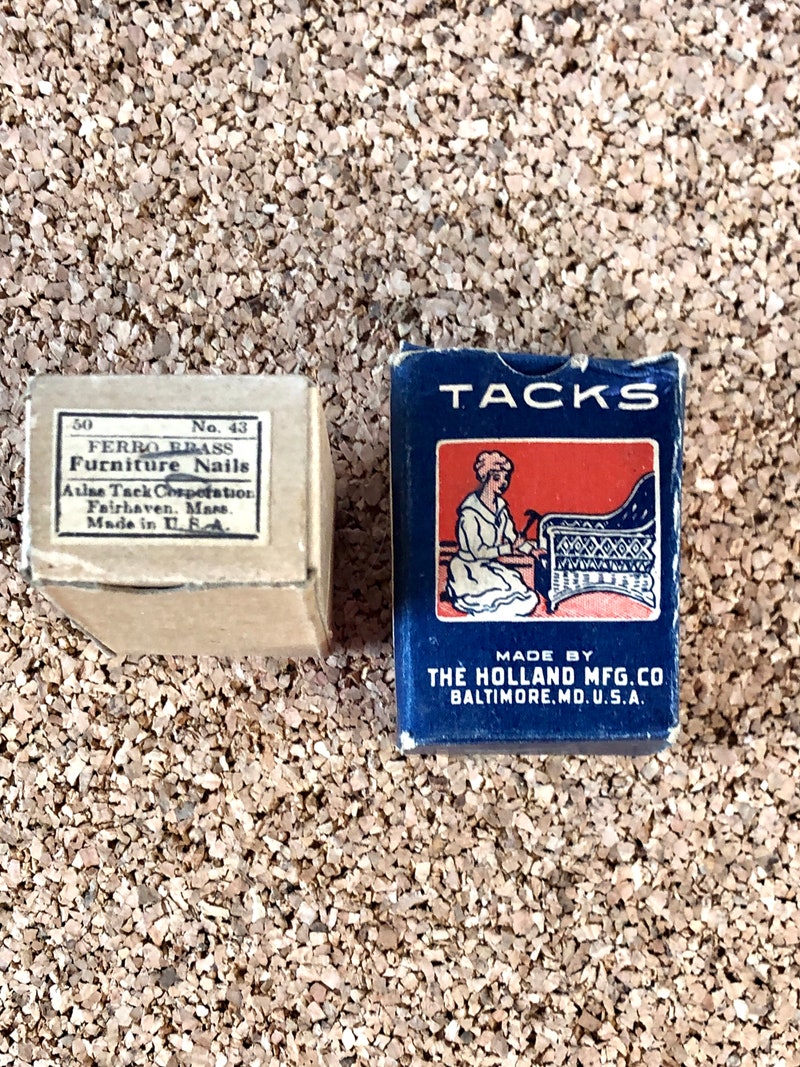 50 No. 43
FERRO BRASS
Furniture Nails
Atlas Tack Corporation
Fairhaven, Mass.
Made in U. S. A.
TACKS
MADE BY
THE HOLLAND MFG.CO
BALTIMORE.MD.U.S.A.